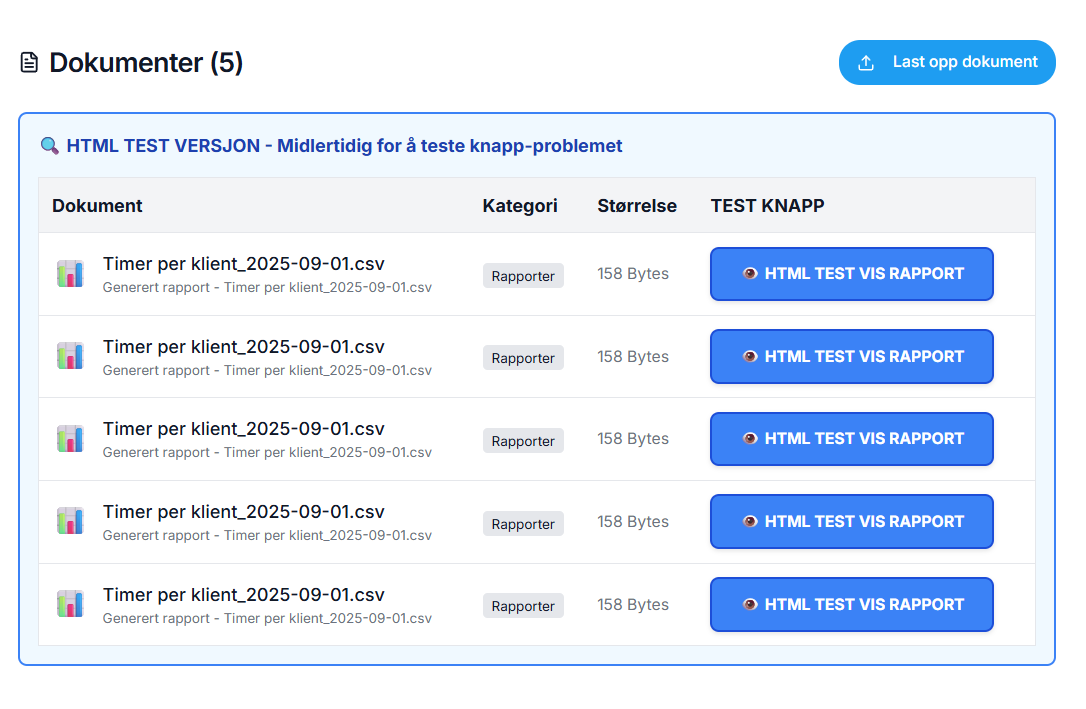 Dokumenter (5)
Last opp dokument
HTML TEST VERSJON - Midlertidig for å teste knapp-problemet
Dokument Kategori Størrelse TEST KNAPP
Timer per klient_2025-09-01.csv
Generert rapport - Timer per klient_2025-09-01.csv
Rapporter
158 Bytes
HTML TEST VIS RAPPORT
Timer per klient_2025-09-01.csv
Generert rapport - Timer per klient_2025-09-01.csv
Rapporter
158 Bytes
HTML TEST VIS RAPPORT
Timer per klient_2025-09-01.csv
Generert rapport - Timer per klient_2025-09-01.csv
Rapporter
158 Bytes
HTML TEST VIS RAPPORT
Timer per klient_2025-09-01.csv
Generert rapport - Timer per klient_2025-09-01.csv
Rapporter
158 Bytes
HTML TEST VIS RAPPORT
Timer per klient_2025-09-01.csv
Generert rapport - Timer per klient_2025-09-01.csv
Rapporter
158 Bytes
HTML TEST VIS RAPPORT